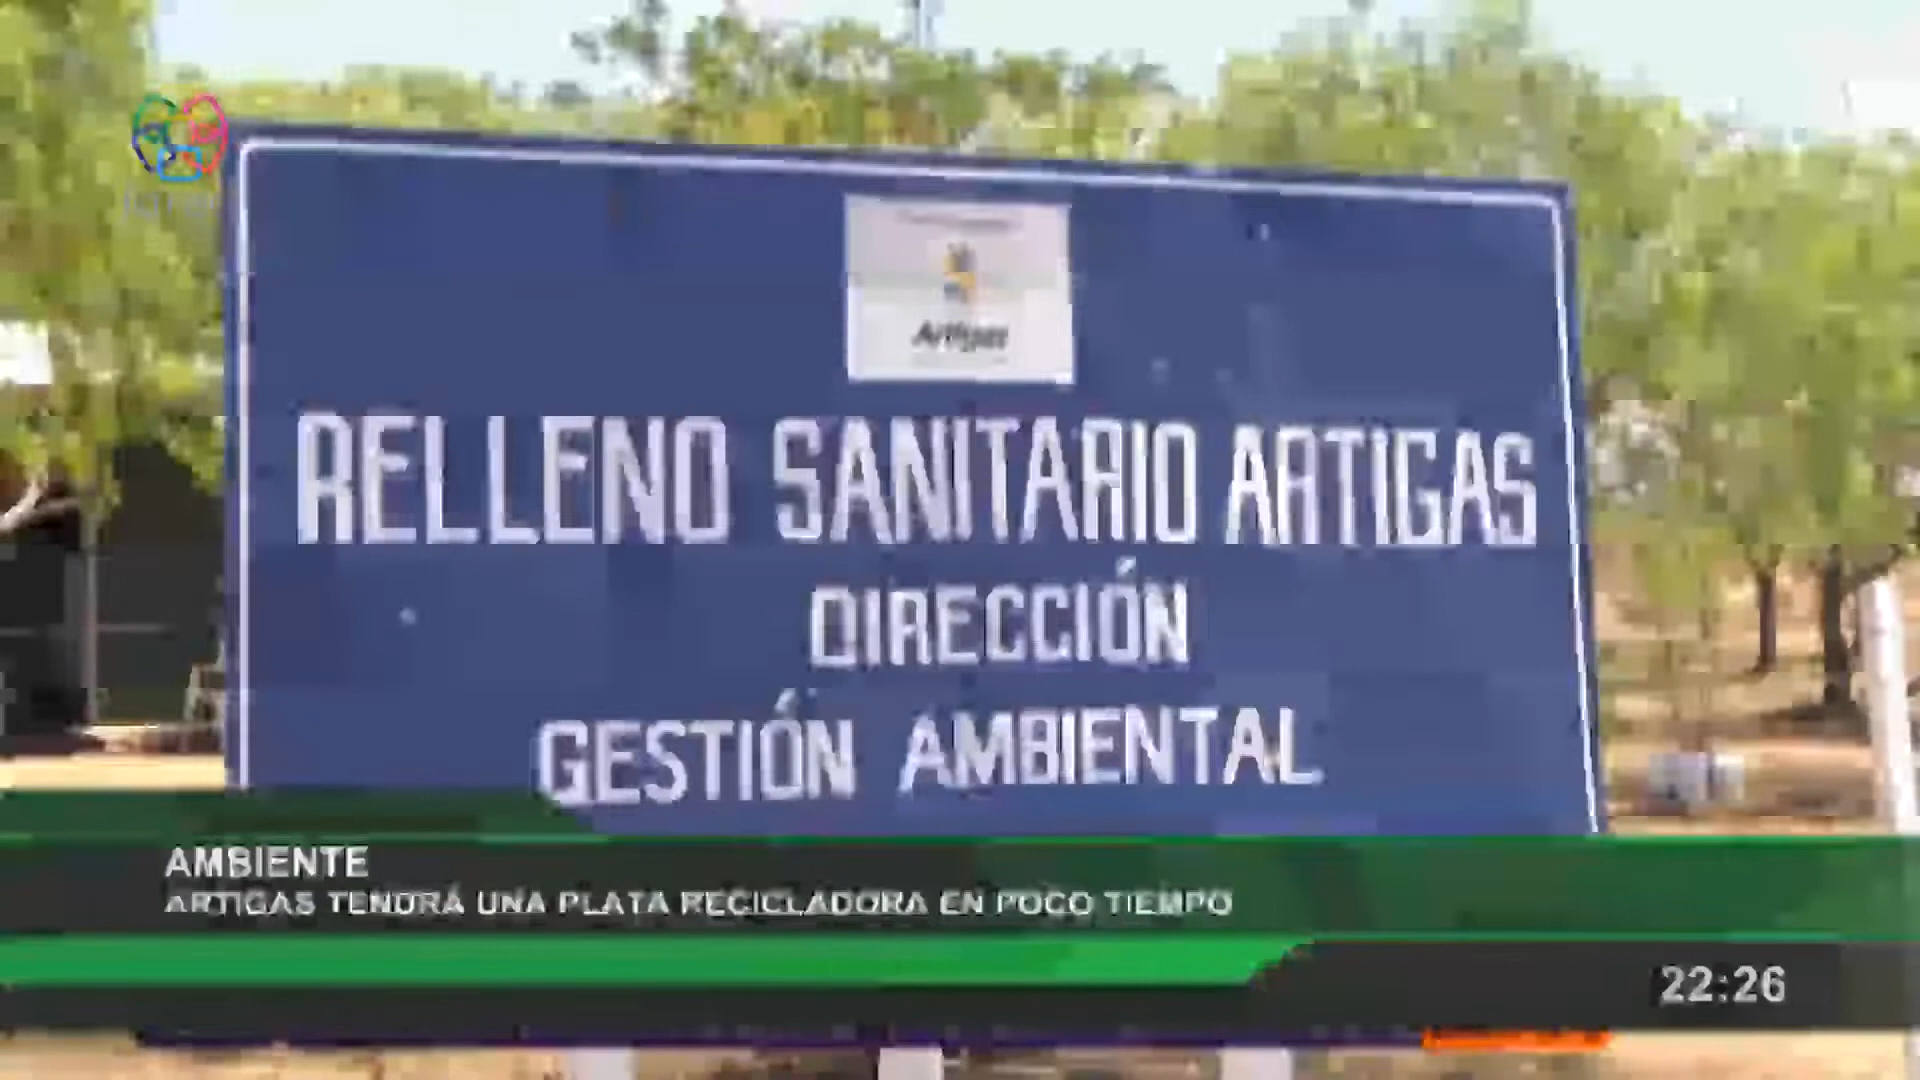 Artigas
RELLENO SANITARIO ARTIGAS
DIRECCIÓN
GESTIÓN AMBIENTAL
AMBIENTE
ARTIGAS TENDRÁ UNA PLATA RECICLADORA EN POCO TIEMPO
22:26